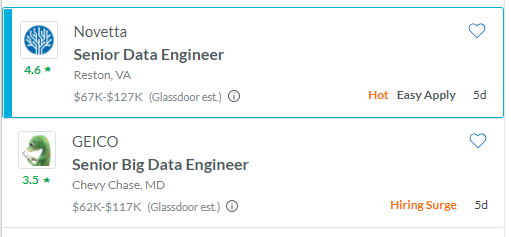 Novetta
Senior Data Engineer
4.6 ★
Reston, VA
$67K-$127K (Glassdoor est.)
Hot Easy Apply 5d
GEICO
Senior Big Data Engineer
3.5 ★
Chevy Chase, MD
$62K-$117K (Glassdoor est.)
Hiring Surge 5d